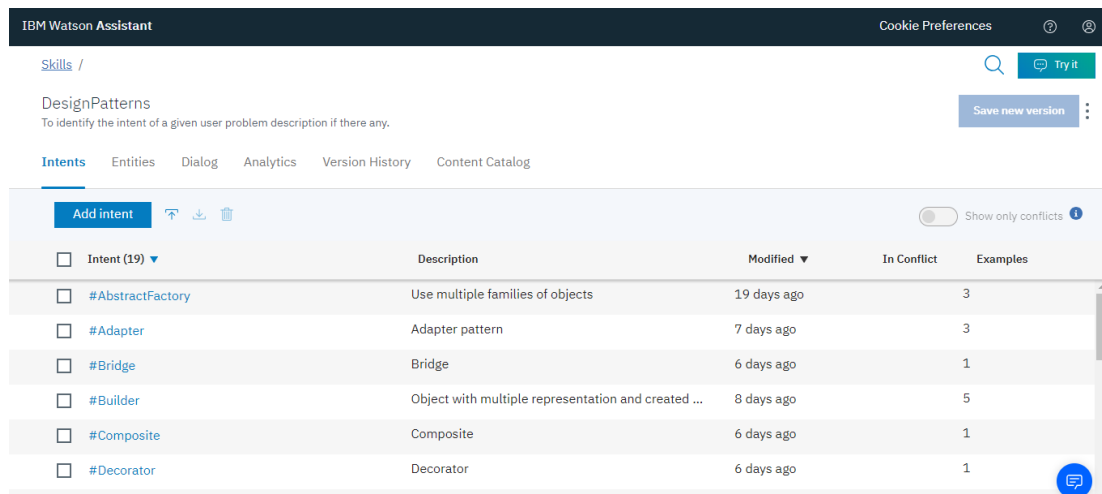 IBM Watson Assistant Cookie Preferences
Skills / Try it
DesignPatterns
To identify the intent of a given user problem description if there any.
Save new version
Intents Entities Dialog Analytics Version History Content Catalog
Add intent Show only conflicts
Intent (19) ▼ Description Modified ▼ In Conflict Examples
#AbstractFactory Use multiple families of objects 19 days ago 3
#Adapter Adapter pattern 7 days ago 3
#Bridge Bridge 6 days ago 1
#Builder Object with multiple representation and created ... 8 days ago 5
#Composite Composite 6 days ago 1
#Decorator Decorator 6 days ago 1